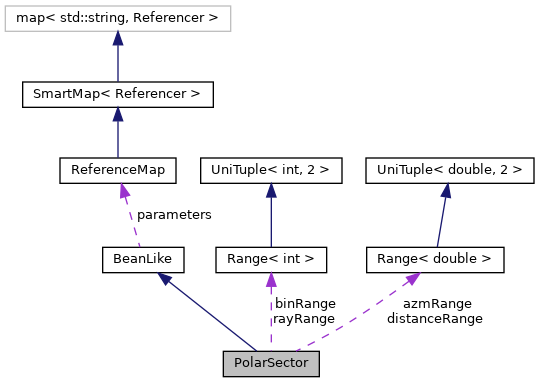 map< std::string, Referencer >
SmartMap< Referencer >
ReferenceMap
UniTuple< int, 2 >
UniTuple< double, 2 >
parameters
BeanLike
Range< int >
Range< double >
binRange
rayRange
azmRange
distanceRange
PolarSector